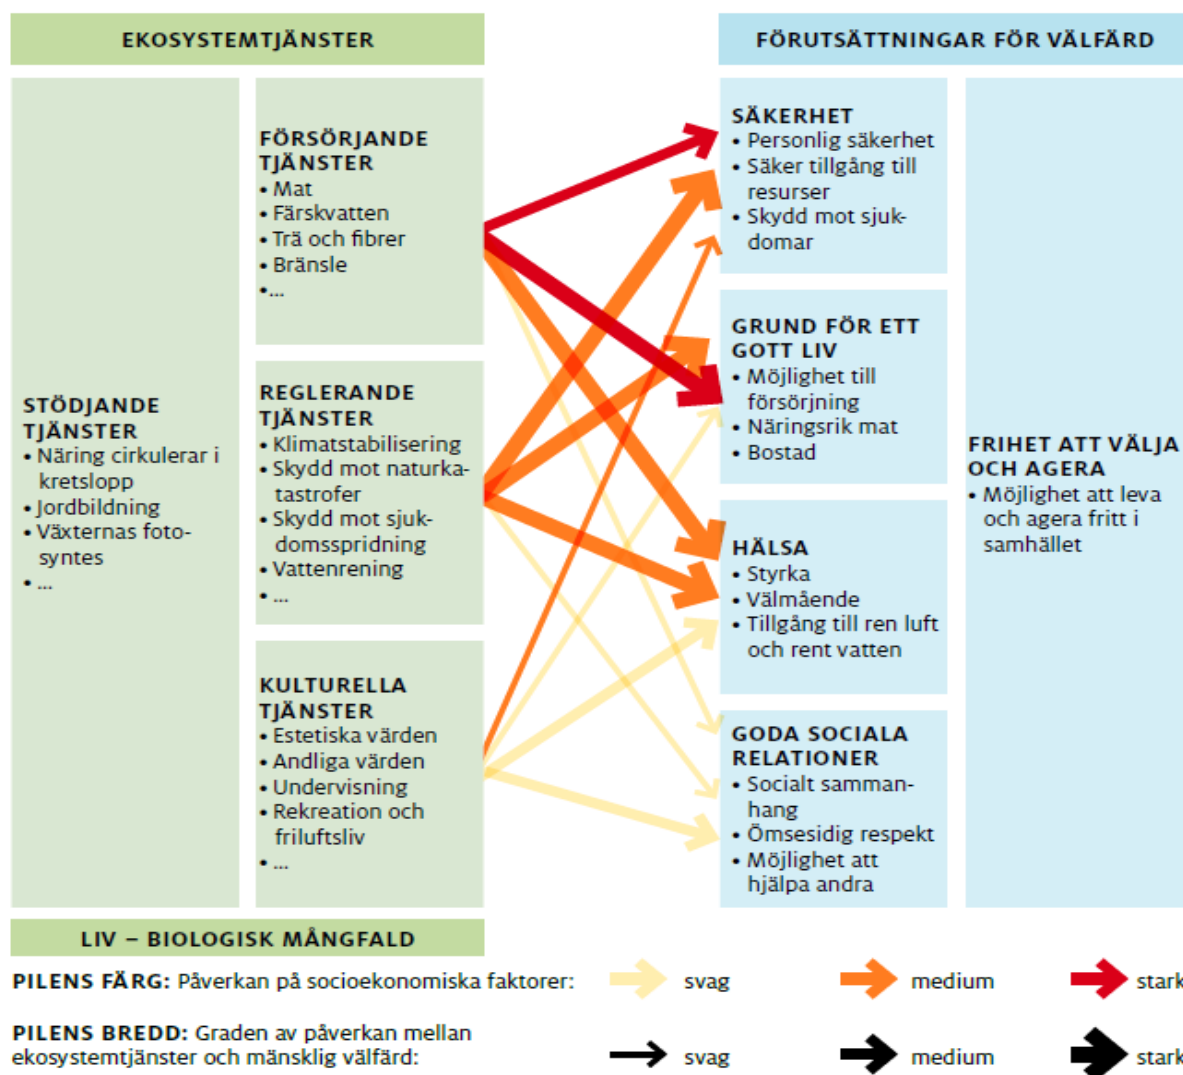 EKOSYSTEMTJÄNSTER
STÖDJANDE
TJÄNSTER
• Näring cirkulerar i
kretslopp
• Jordbildning
• Växternas foto-
syntes
• ...
FÖRSÖRJANDE
TJÄNSTER
• Mat
• Färskvatten
• Trä och fibrer
• Bränsle
•...
REGLERANDE
TJÄNSTER
• Klimatstabilisering
• Skydd mot naturka-
tastrofer
• Skydd mot sjuk-
domsspridning
• Vattenrening
• ...
KULTURELLA
TJÄNSTER
• Estetiska värden
• Andliga värden
• Undervisning
• Rekreation och
friluftsliv
• ...
LIV – BIOLOGISK MÅNGFALD
FÖRUTSÄTTNINGAR FÖR VÄLFÄRD
SÄKERHET
• Personlig säkerhet
• Säker tillgång till
resurser
• Skydd mot sjuk-
domar
GRUND FÖR ETT
GOTT LIV
• Möjlighet till
försörjning
• Näringsrik mat
• Bostad
HÄLSA
• Styrka
• Välmående
• Tillgång till ren luft
och rent vatten
GODA SOCIALA
RELATIONER
• Socialt samman-
hang
• Ömsesidig respekt
• Möjlighet att
hjälpa andra
FRIHET ATT VÄLJA
OCH AGERA
• Möjlighet att leva
och agera fritt i
samhället
PILENS FÄRG: Påverkan på socioekonomiska faktorer: svag medium stark
PILENS BREDD: Graden av påverkan mellan
ekosystemtjänster och mänsklig välfärd: svag medium stark